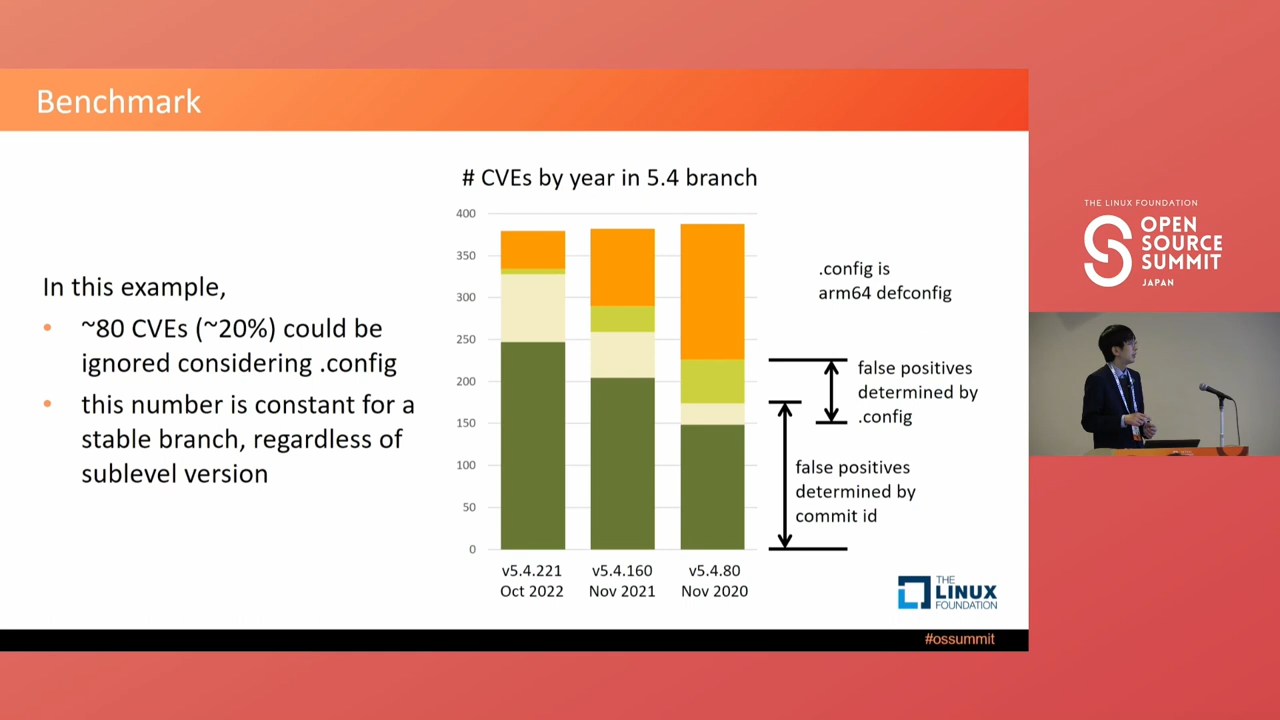 Benchmark
In this example,
• ~80 CVEs (~20%) could be
ignored considering .config
• this number is constant for a
stable branch, regardless of
sublevel version
# CVEs by year in 5.4 branch
400
350
300
250
200
150
100
50
0
v5.4.221
Oct 2022
v5.4.160
Nov 2021
v5.4.80
Nov 2020
.config is
arm64 defconfig
false positives
determined by
.config
false positives
determined by
commit id
THE
LINUX
FOUNDATION
#ossummit
THE LINUX FOUNDATION
OPEN
SOURCE
SUMMIT
JAPAN